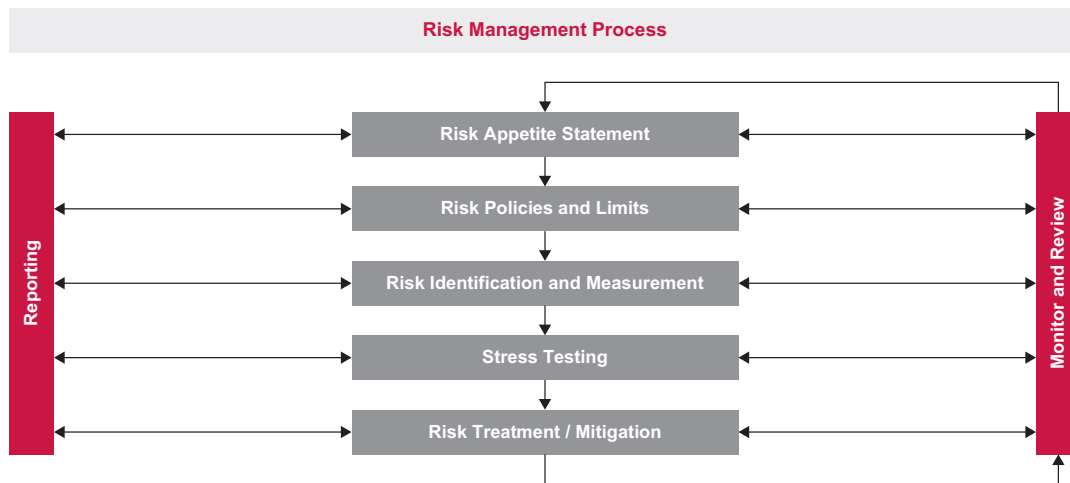 Risk Management Process
Risk Appetite Statement
Risk Policies and Limits
Risk Identification and Measurement
Stress Testing
Risk Treatment / Mitigation
Reporting
Monitor and Review